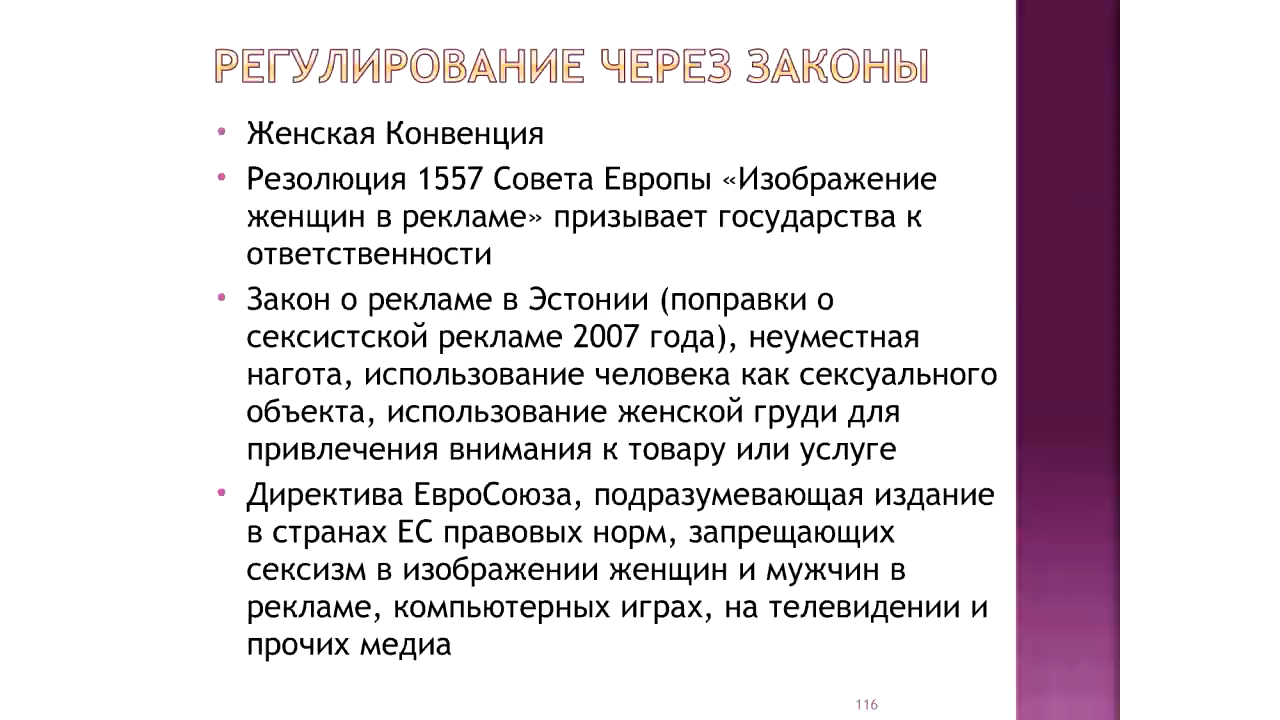 РЕГУЛИРОВАНИЕ ЧЕРЕЗ ЗАКОНЫ
• Женская Конвенция
• Резолюция 1557 Совета Европы «Изображение
женщин в рекламе» призывает государства к
ответственности
• Закон о рекламе в Эстонии (поправки о
сексистской рекламе 2007 года), неуместная
нагота, использование человека как сексуального
объекта, использование женской груди для
привлечения внимания к товару или услуге
• Директива ЕвроСоюза, подразумевающая издание
в странах ЕС правовых норм, запрещающих
сексизм в изображении женщин и мужчин в
рекламе, компьютерных играх, на телевидении и
прочих медиа
116